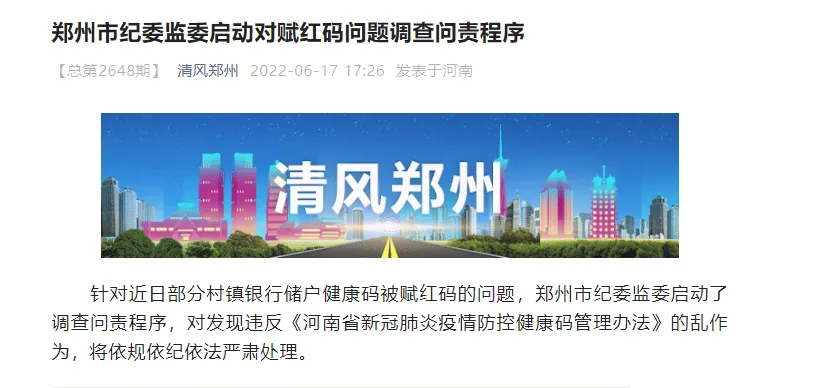 郑州市纪委监委启动对赋红码问题调查问责程序
【总第2648期】 清风郑州 2022-06-17 17:26 发表于河南
清风郑州
针对近日部分村镇银行储户健康码被赋红码的问题，郑州市纪委监委启动了
调查问责程序，对发现违反《河南省新冠肺炎疫情防控健康码管理办法》的乱作
为，将依规依纪依法严肃处理。